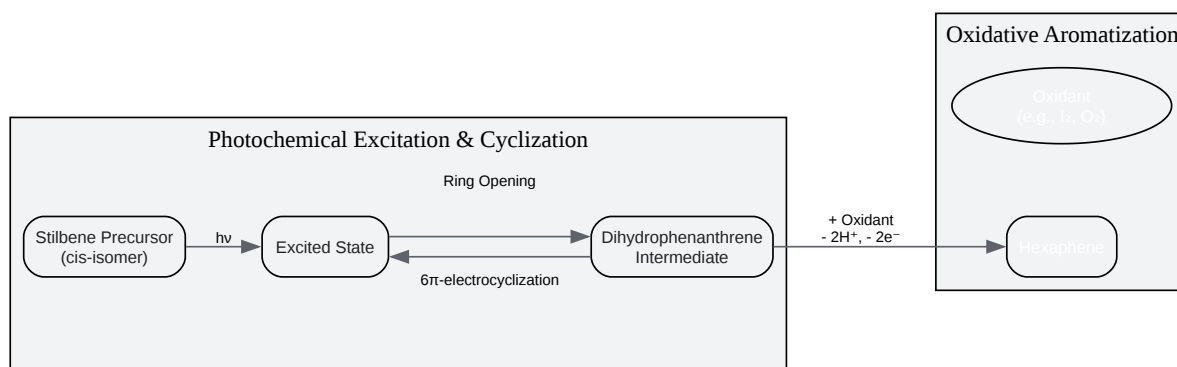 Oxidative Aromatization
Oxidant
(e.g., I₂, O₂)
Photochemical Excitation & Cyclization
Ring Opening
Stilbene Precursor
(cis-isomer)
hν
Excited State
6π-electrocyclization
Dihydrophenanthrene
Intermediate
+ Oxidant
- 2H⁺, - 2e⁻
Hexaphene